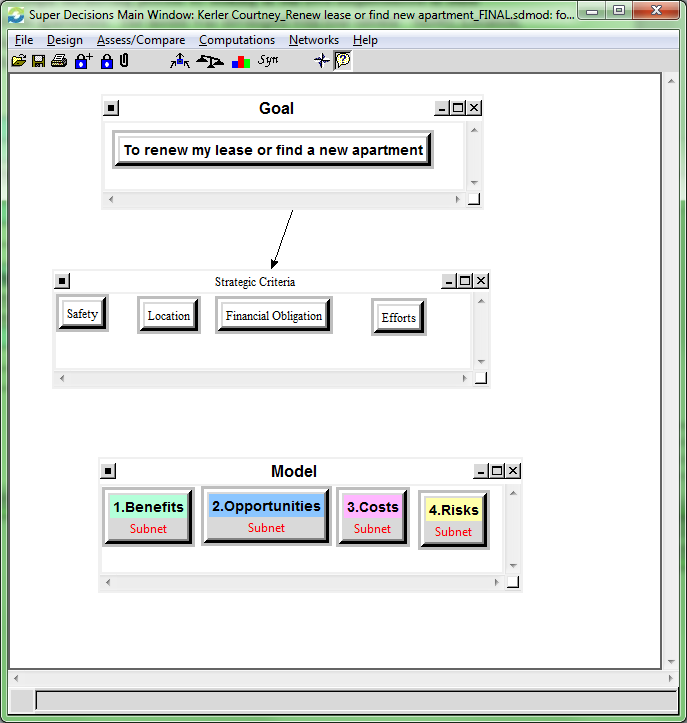 Super Decisions Main Window: Kerler Courtney_Renew lease or find new apartment_FINAL.sdmod: fo...
File Design Assess/Compare Computations Networks Help
Syn
Goal
To renew my lease or find a new apartment
Strategic Criteria
Safety Location Financial Obligation Efforts
Model
1.Benefits 2.Opportunities 3.Costs 4.Risks
Subnet Subnet Subnet Subnet